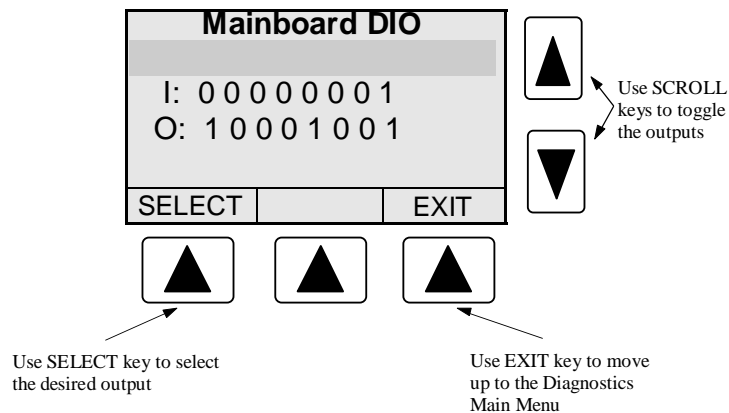 Mainboard DIO
I: 0 0 0 0 0 0 0 1
O: 1 0 0 0 1 0 0 1
SELECT EXIT
Use SCROLL
keys to toggle
the outputs
Use SELECT key to select
the desired output
Use EXIT key to move
up to the Diagnostics
Main Menu